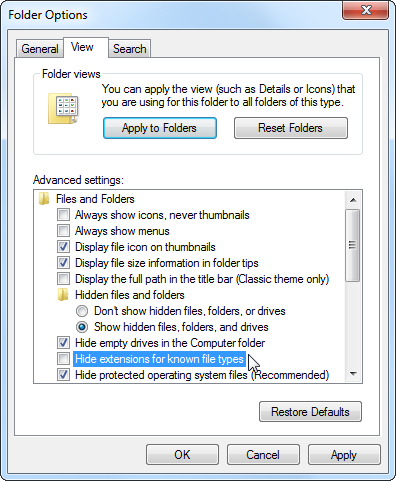 Folder Options
General View Search
Folder views
You can apply the view (such as Details or Icons) that
you are using for this folder to all folders of this type.
Apply to Folders Reset Folders
Advanced settings:
Files and Folders
Always show icons, never thumbnails
Always show menus
Display file icon on thumbnails
Display file size information in folder tips
Display the full path in the title bar (Classic theme only)
Hidden files and folders
Don't show hidden files, folders, or drives
Show hidden files, folders, and drives
Hide empty drives in the Computer folder
Hide extensions for known file types
Hide protected operating system files (Recommended)
Restore Defaults
OK Cancel Apply